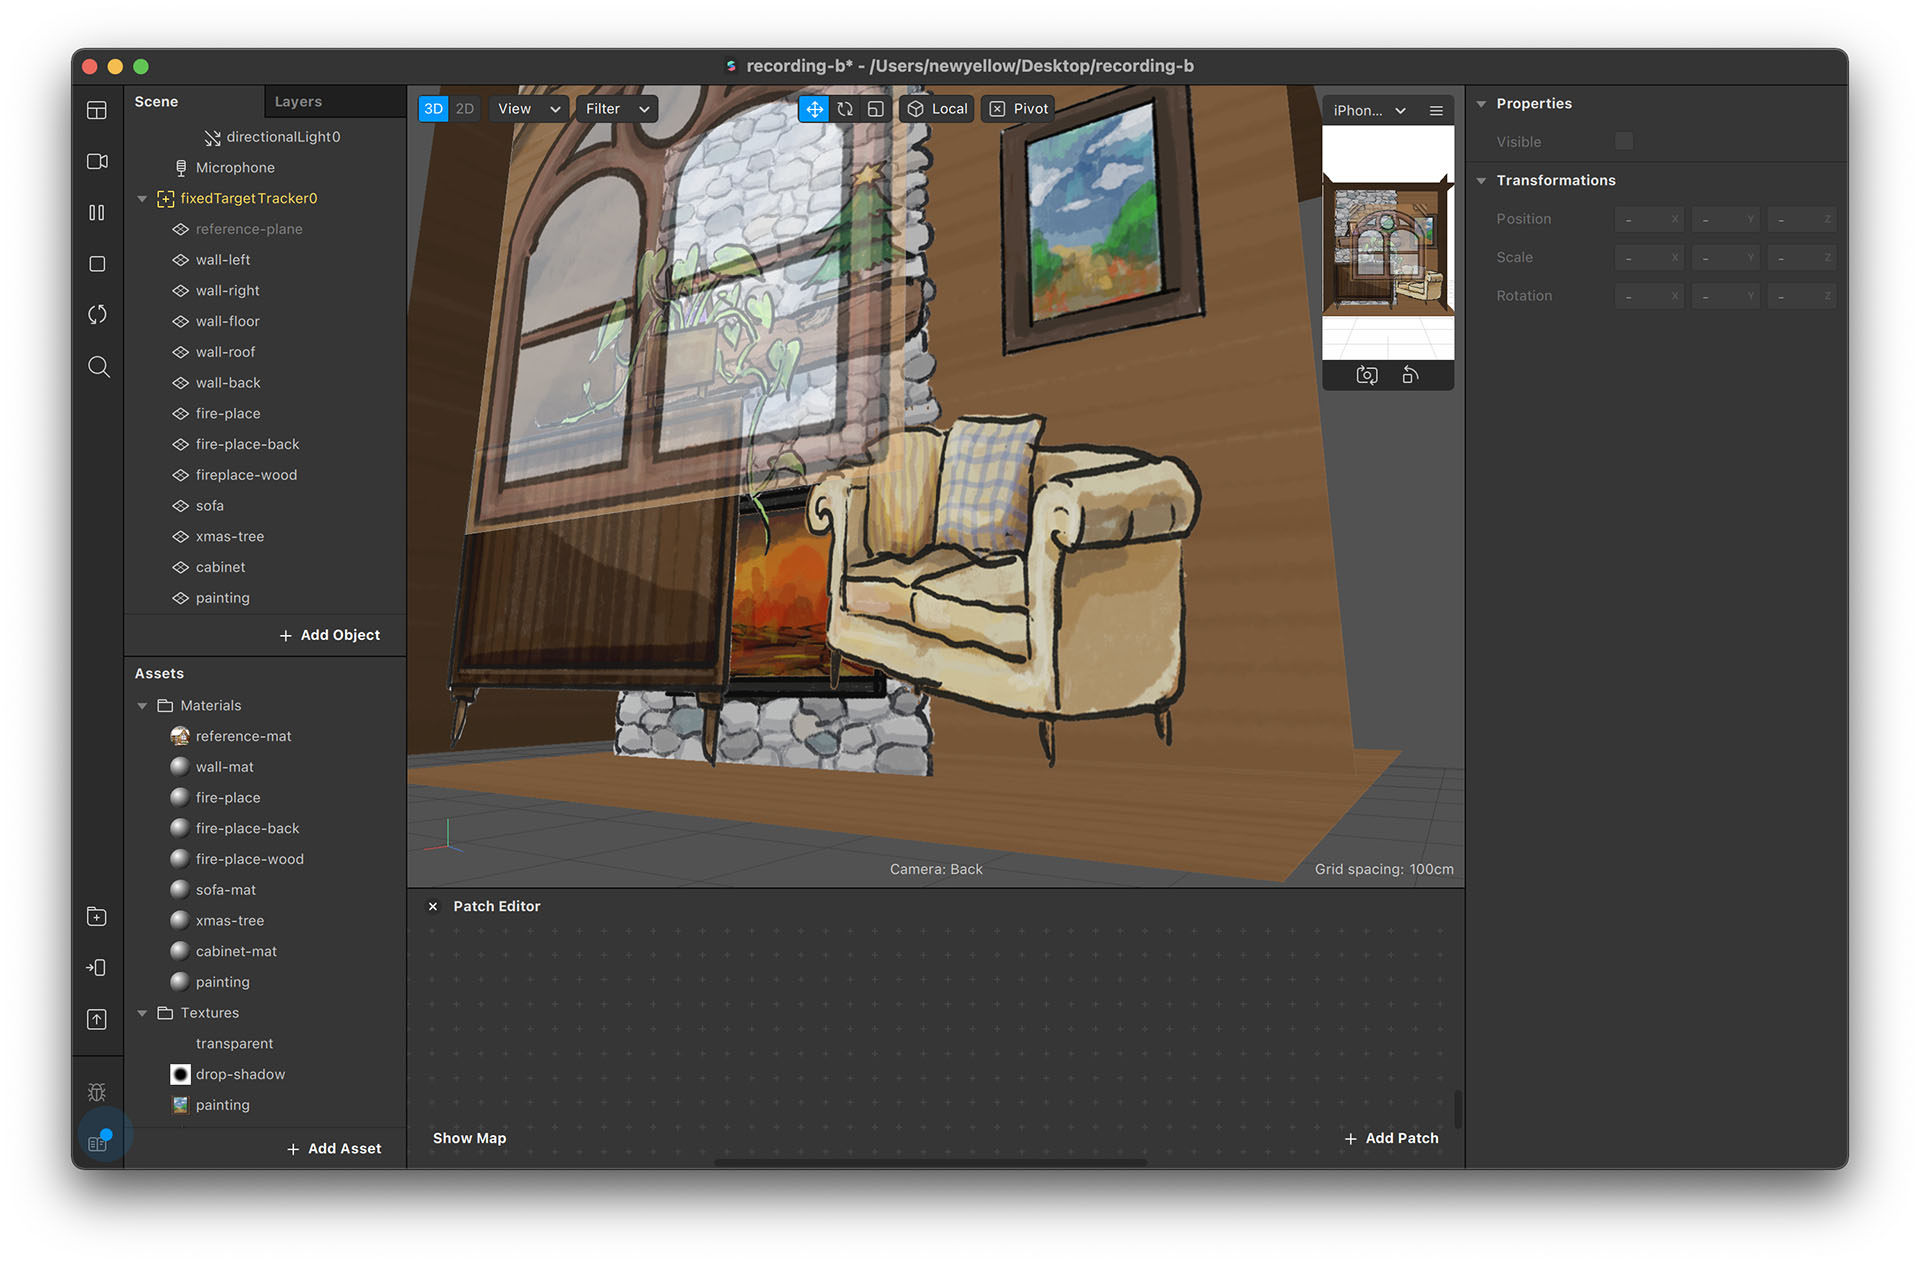 recording-b* - /Users/newyellow/Desktop/recording-b
Scene
Layers
directionalLight0
Microphone
fixedTargetTracker0
reference-plane
wall-left
wall-right
wall-floor
wall-roof
wall-back
fire-place
fire-place-back
fireplace-wood
sofa
xmas-tree
cabinet
painting
+ Add Object
Assets
Materials
reference-mat
wall-mat
fire-place
fire-place-back
fire-place-wood
sofa-mat
xmas-tree
cabinet-mat
painting
Textures
transparent
drop-shadow
painting
+ Add Asset
3D 2D View Filter Local Pivot
iPhon...
Camera: Back
Grid spacing: 100cm
Patch Editor
Show Map
+ Add Patch
Properties
Visible
Transformations
Position - X - Y - Z
Scale - X - Y - Z
Rotation - X - Y - Z